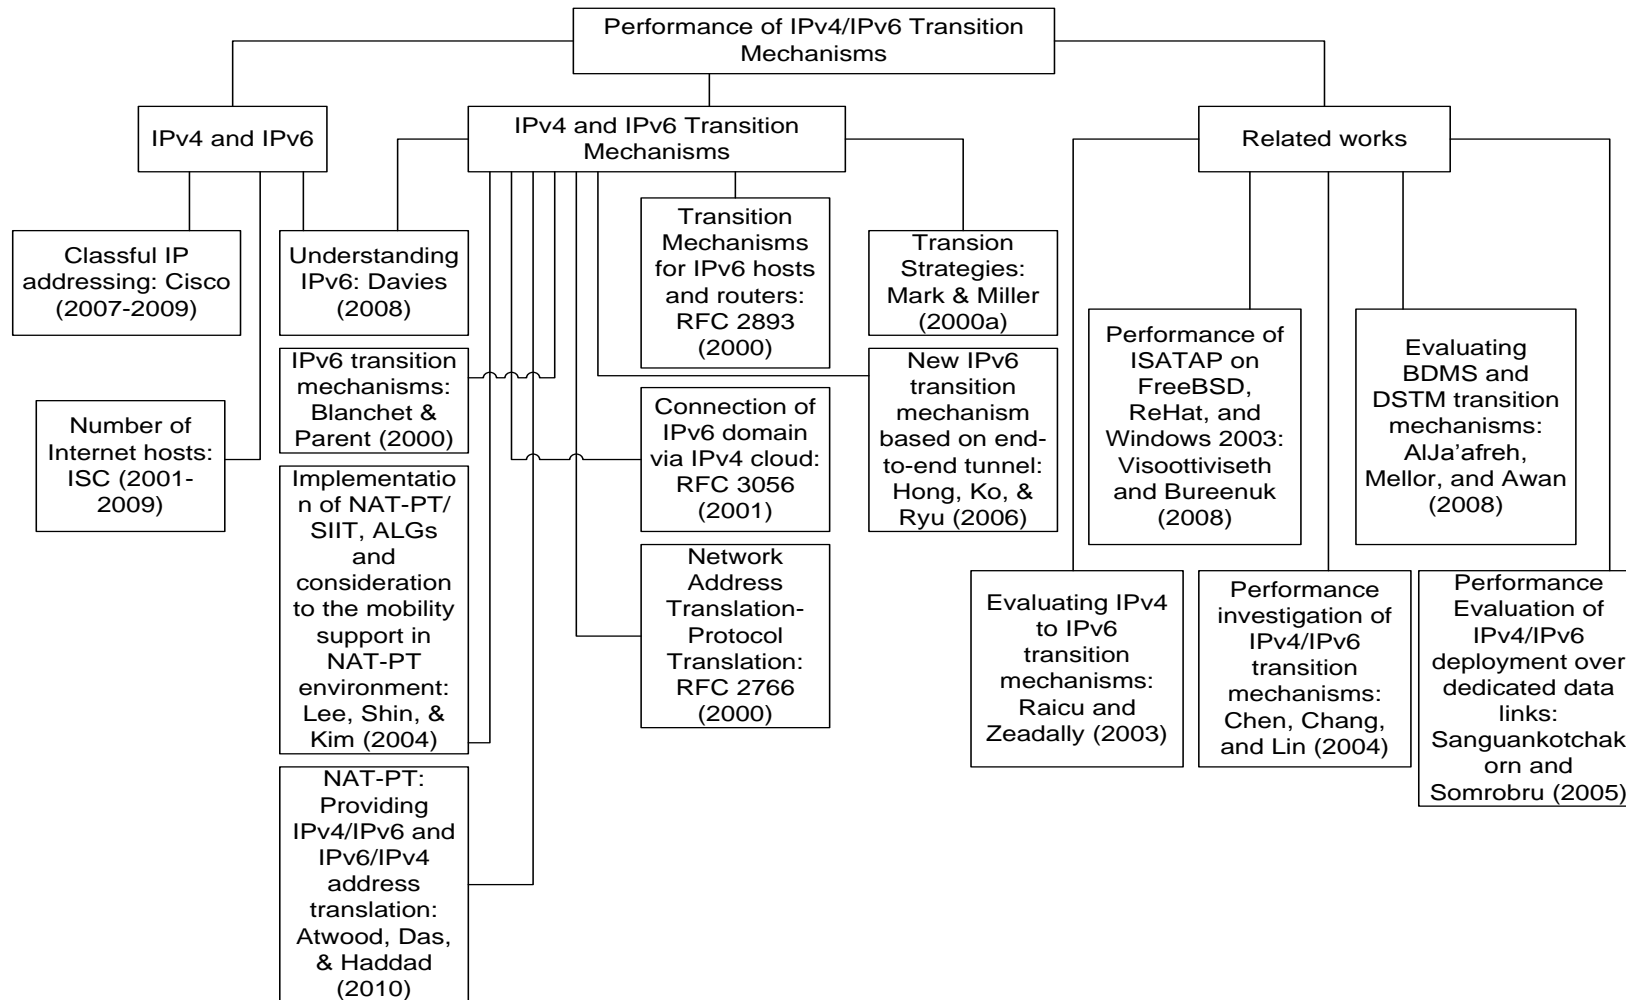 Performance of IPv4/IPv6 Transition
Mechanisms
IPv4 and IPv6
IPv4 and IPv6 Transition
Mechanisms
Related works
Classful IP
addressing: Cisco
(2007-2009)
Understanding
IPv6: Davies
(2008)
Transition
Mechanisms
for IPv6 hosts
and routers:
RFC 2893
(2000)
Transion
Strategies:
Mark & Miller
(2000a)
Number of
Internet hosts:
ISC (2001-
2009)
IPv6 transition
mechanisms:
Blanchet &
Parent (2000)
Connection of
IPv6 domain
via IPv4 cloud:
RFC 3056
(2001)
New IPv6
transition
mechanism
based on end-
to-end tunnel:
Hong, Ko, &
Ryu (2006)
Performance of
ISATAP on
FreeBSD,
ReHat, and
Windows 2003:
Visoottiviseth
and Bureenuk
(2008)
Evaluating
BDMS and
DSTM transition
mechanisms:
AlJa’afreh,
Mellor, and Awan
(2008)
Implementatio
n of NAT-PT/
SIIT, ALGs
and
consideration
to the mobility
support in
NAT-PT
environment:
Lee, Shin, &
Kim (2004)
Network
Address
Translation-
Protocol
Translation:
RFC 2766
(2000)
Evaluating IPv4
to IPv6
transition
mechanisms:
Raicu and
Zeadally (2003)
Performance
investigation of
IPv4/IPv6
transition
mechanisms:
Chen, Chang,
and Lin (2004)
Performance
Evaluation of
IPv4/IPv6
deployment over
dedicated data
links:
Sanguankotchak
orn and
Somrobru (2005)
NAT-PT:
Providing
IPv4/IPv6 and
IPv6/IPv4
address
translation:
Atwood, Das,
& Haddad
(2010)